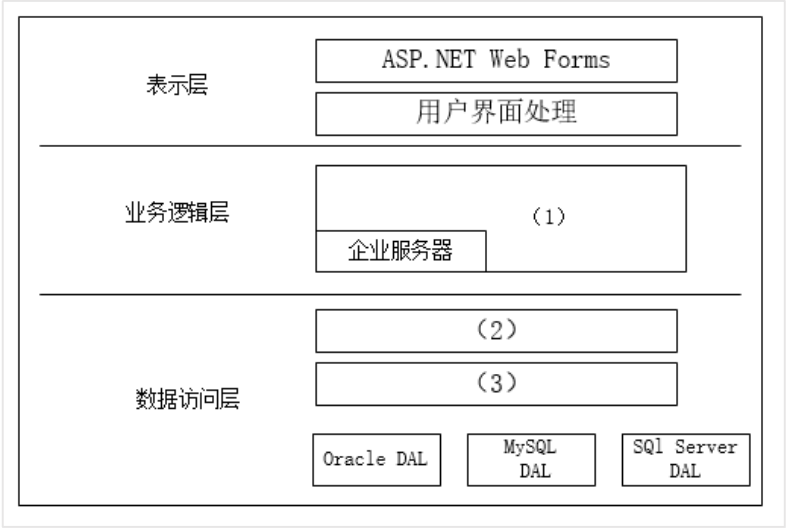 表示层
ASP.NET Web Forms
用户界面处理
业务逻辑层
(1)
企业服务器
数据访问层
(2)
(3)
Oracle DAL
MySQL
DAL
SQl Server
DAL